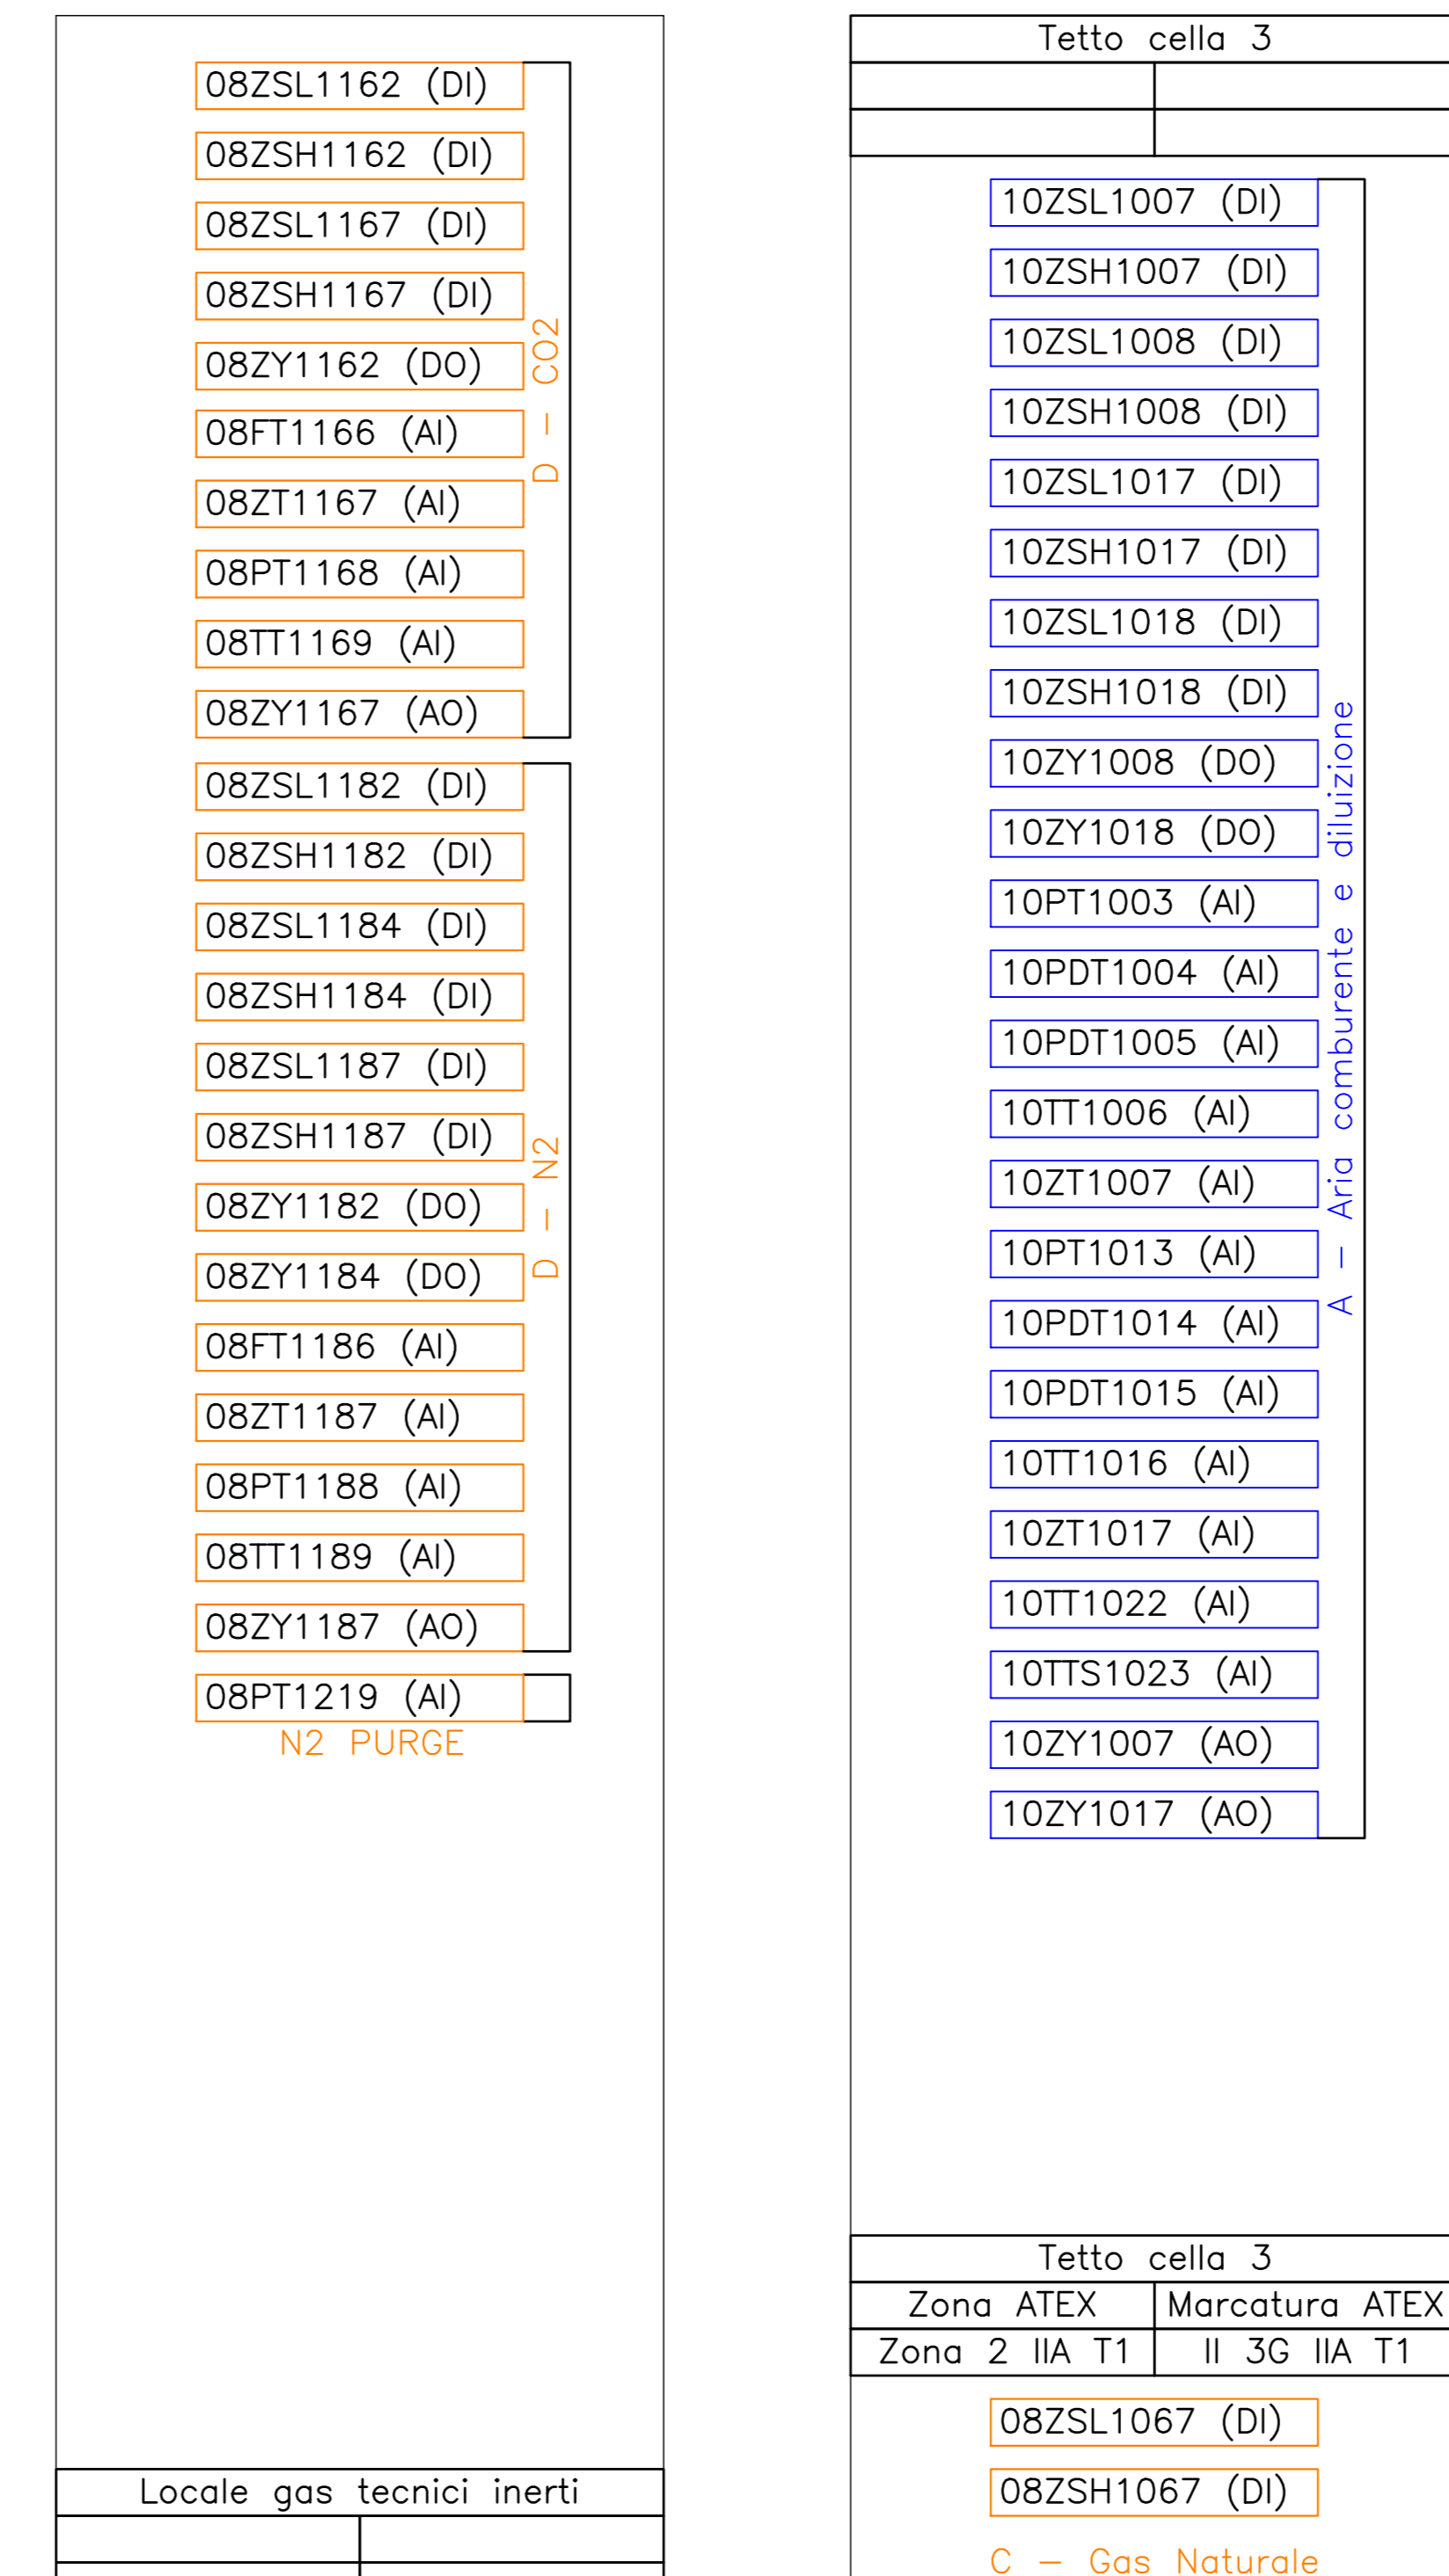 08ZSL1162 (DI)
08ZSH1162 (DI)
08ZSL1167 (DI)
08ZSH1167 (DI)
08ZY1162 (DO)
08FT1166 (AI)
08ZT1167 (AI)
08PT1168 (AI)
08TT1169 (AI)
08ZY1167 (AO)
D - CO2
08ZSL1182 (DI)
08ZSH1182 (DI)
08ZSL1184 (DI)
08ZSH1184 (DI)
08ZSL1187 (DI)
08ZSH1187 (DI)
08ZY1182 (DO)
08ZY1184 (DO)
08FT1186 (AI)
08ZT1187 (AI)
08PT1188 (AI)
08TT1189 (AI)
08ZY1187 (AO)
D - N2
08PT1219 (AI)
N2 PURGE
Locale gas tecnici inerti
Tetto cella 3
10ZSL1007 (DI)
10ZSH1007 (DI)
10ZSL1008 (DI)
10ZSH1008 (DI)
10ZSL1017 (DI)
10ZSH1017 (DI)
10ZSL1018 (DI)
10ZSH1018 (DI)
10ZY1008 (DO)
10ZY1018 (DO)
10PT1003 (AI)
10PDT1004 (AI)
10PDT1005 (AI)
10TT1006 (AI)
10ZT1007 (AI)
10PT1013 (AI)
10PDT1014 (AI)
10PDT1015 (AI)
10TT1016 (AI)
10ZT1017 (AI)
10TT1022 (AI)
10TTS1023 (AI)
10ZY1007 (AO)
10ZY1017 (AO)
A - Aria comburente e diluizione
Tetto cella 3
Zona ATEX Marcatura ATEX
Zona 2 IIA T1 II 3G IIA T1
08ZSL1067 (DI)
08ZSH1067 (DI)
C - Gas Naturale